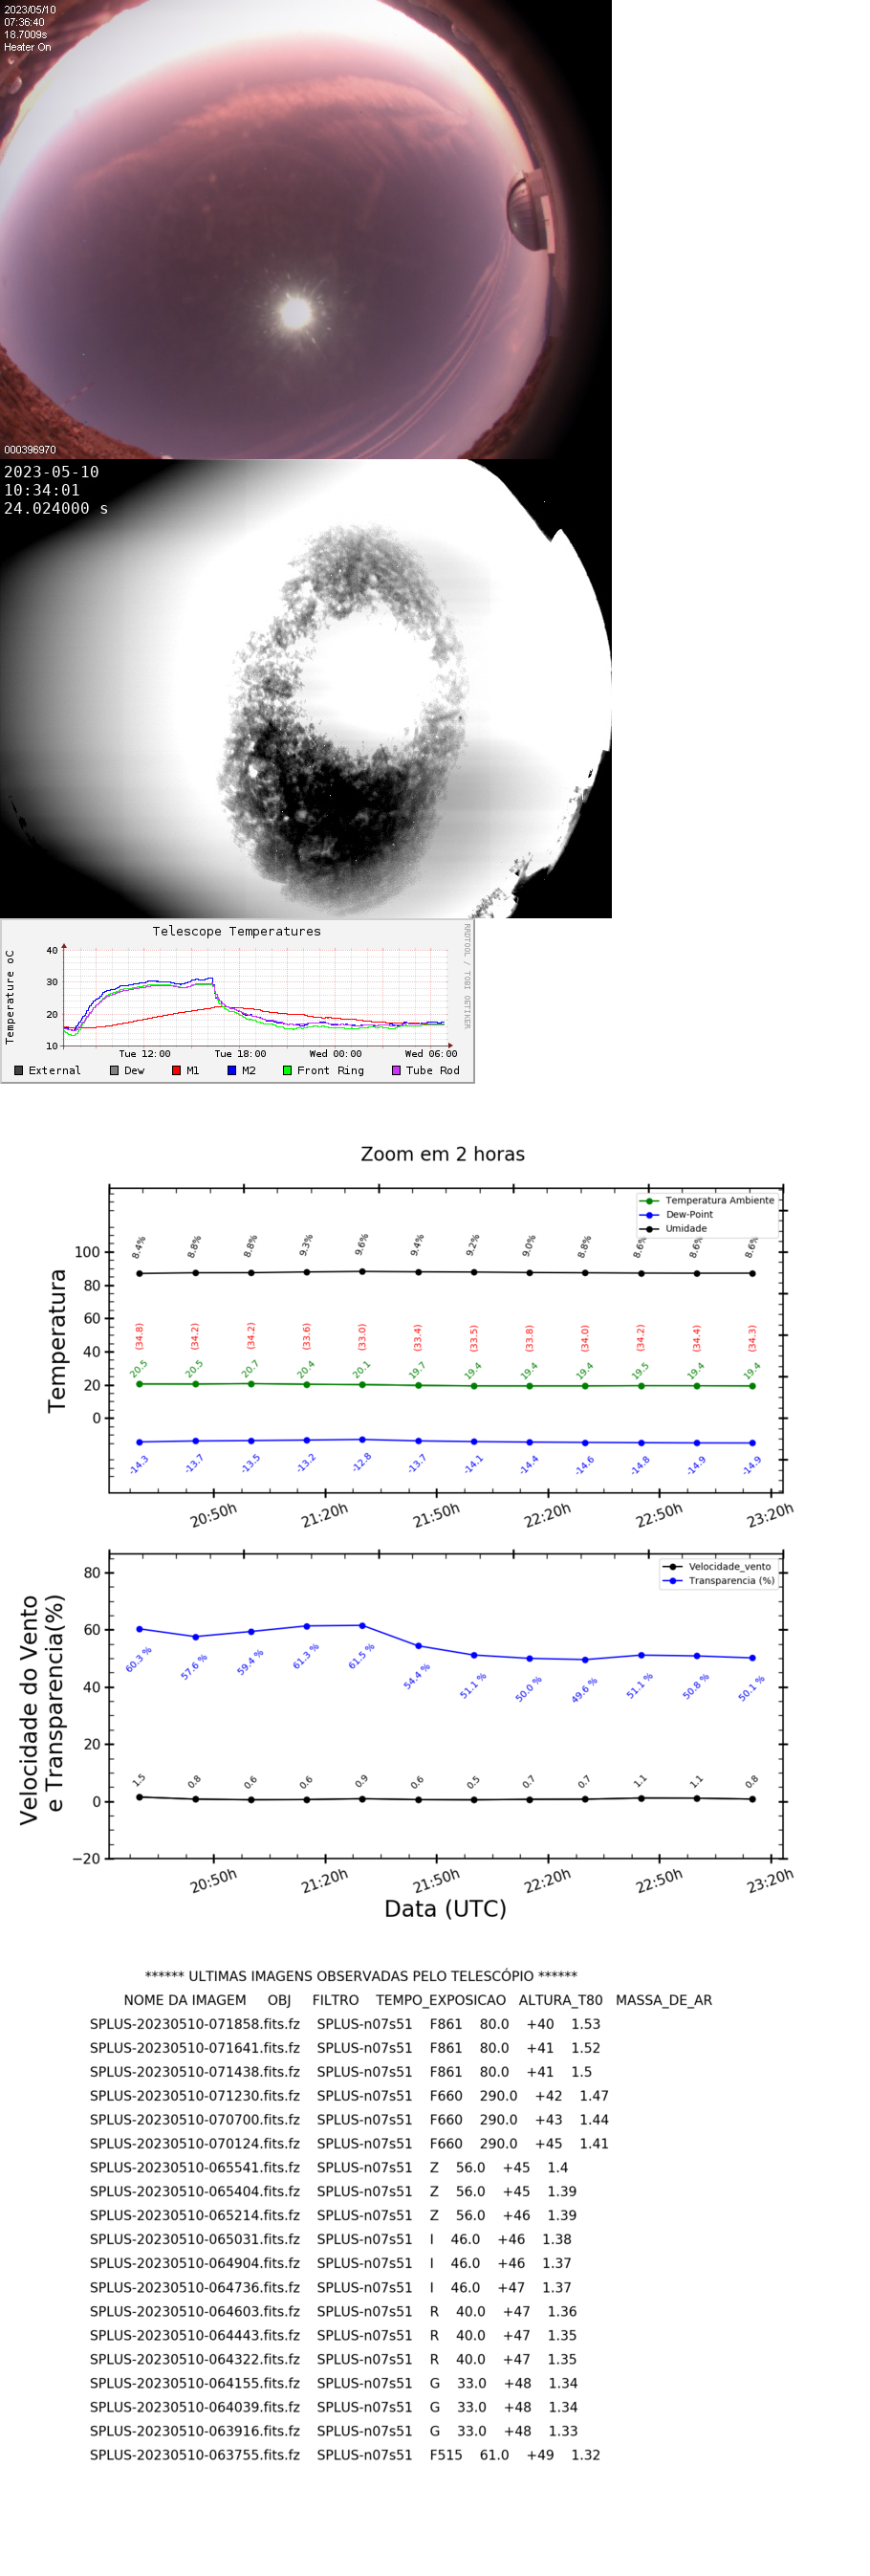 2023/05/10
07:36:40
18.7009s
Heater On
000396970
2023-05-10
10:34:01
24.024000 s
Telescope Temperatures
RRDTOOL / TOBI OETIKER
Temperature oC
40
30
20
10
Tue 12:00 Tue 18:00 Wed 00:00 Wed 06:00
External Dew M1 M2 Front Ring Tube Rod
Zoom em 2 horas
Temperatura Ambiente
Dew-Point
Umidade
8.4% 8.8% 8.8% 9.3% 9.6% 9.4% 9.2% 9.0% 8.8% 8.6% 8.6% 8.6%
Temperatura
100
80
60
40
20
0
(34.8) (34.2) (34.2) (33.6) (33.0) (33.4) (33.5) (33.8) (34.0) (34.2) (34.4) (34.3)
20.5 20.5 20.7 20.4 20.1 19.7 19.4 19.4 19.4 19.5 19.4 19.4
-14.3 -13.7 -13.5 -13.2 -12.8 -13.7 -14.1 -14.4 -14.6 -14.8 -14.9 -14.9
20:50h 21:20h 21:50h 22:20h 22:50h 23:20h
Velocidade_vento
Transparencia (%)
Velocidade do Vento
e Transparencia(%)
80
60
40
20
0
−20
60.3 % 57.6 % 59.4 % 61.3 % 61.5 % 54.4 % 51.1 % 50.0 % 49.6 % 51.1 % 50.8 % 50.1 %
1.5 0.8 0.6 0.6 0.9 0.6 0.5 0.7 0.7 1.1 1.1 0.8
20:50h 21:20h 21:50h 22:20h 22:50h 23:20h
Data (UTC)
****** ULTIMAS IMAGENS OBSERVADAS PELO TELESCÓPIO ******
NOME DA IMAGEM OBJ FILTRO TEMPO_EXPOSICAO ALTURA_T80 MASSA_DE_AR
SPLUS-20230510-071858.fits.fz SPLUS-n07s51 F861 80.0 +40 1.53
SPLUS-20230510-071641.fits.fz SPLUS-n07s51 F861 80.0 +41 1.52
SPLUS-20230510-071438.fits.fz SPLUS-n07s51 F861 80.0 +41 1.5
SPLUS-20230510-071230.fits.fz SPLUS-n07s51 F660 290.0 +42 1.47
SPLUS-20230510-070700.fits.fz SPLUS-n07s51 F660 290.0 +43 1.44
SPLUS-20230510-070124.fits.fz SPLUS-n07s51 F660 290.0 +45 1.41
SPLUS-20230510-065541.fits.fz SPLUS-n07s51 Z 56.0 +45 1.4
SPLUS-20230510-065404.fits.fz SPLUS-n07s51 Z 56.0 +45 1.39
SPLUS-20230510-065214.fits.fz SPLUS-n07s51 Z 56.0 +46 1.39
SPLUS-20230510-065031.fits.fz SPLUS-n07s51 I 46.0 +46 1.38
SPLUS-20230510-064904.fits.fz SPLUS-n07s51 I 46.0 +46 1.37
SPLUS-20230510-064736.fits.fz SPLUS-n07s51 I 46.0 +47 1.37
SPLUS-20230510-064603.fits.fz SPLUS-n07s51 R 40.0 +47 1.36
SPLUS-20230510-064443.fits.fz SPLUS-n07s51 R 40.0 +47 1.35
SPLUS-20230510-064322.fits.fz SPLUS-n07s51 R 40.0 +47 1.35
SPLUS-20230510-064155.fits.fz SPLUS-n07s51 G 33.0 +48 1.34
SPLUS-20230510-064039.fits.fz SPLUS-n07s51 G 33.0 +48 1.34
SPLUS-20230510-063916.fits.fz SPLUS-n07s51 G 33.0 +48 1.33
SPLUS-20230510-063755.fits.fz SPLUS-n07s51 F515 61.0 +49 1.32